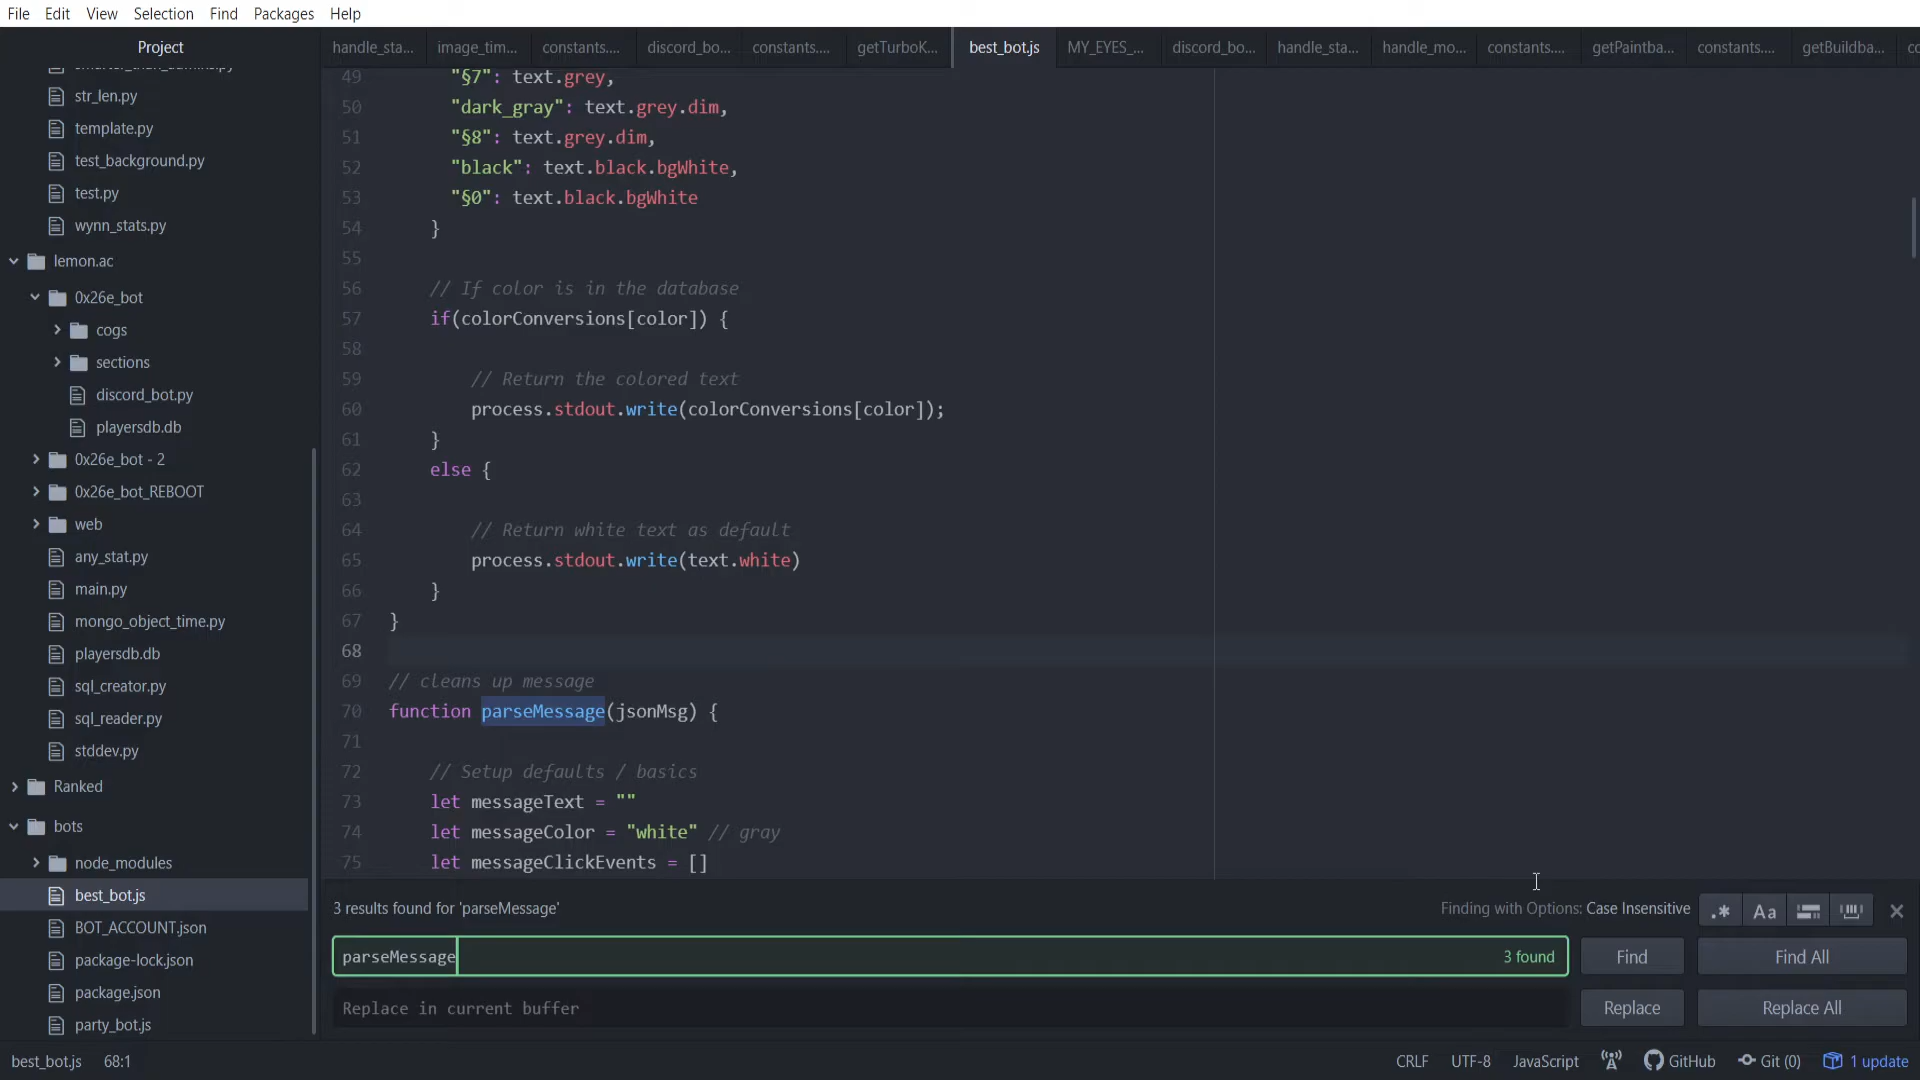 File Edit View Selection Find Packages Help
Project
handle_sta... image_tim... constants.... discord_bo... constants.... getTurboK... best_bot.js MY_EYES_... discord_bo... handle_sta... handle_mo... constants.... getPaintba... constants.... getBuildba... co
str_len.py
template.py
test_background.py
test.py
wynn_stats.py
lemon.ac
0x26e_bot
cogs
sections
discord_bot.py
playersdb.db
0x26e_bot - 2
0x26e_bot_REBOOT
web
any_stat.py
main.py
mongo_object_time.py
playersdb.db
sql_creator.py
sql_reader.py
stddev.py
Ranked
bots
node_modules
best_bot.js
BOT_ACCOUNT.json
package-lock.json
package.json
party_bot.js
49 "§7": text.grey,
50 "dark_gray": text.grey.dim,
51 "§8": text.grey.dim,
52 "black": text.black.bgWhite,
53 "§0": text.black.bgWhite
54 }
55
56 // If color is in the database
57 if(colorConversions[color]) {
58
59 // Return the colored text
60 process.stdout.write(colorConversions[color]);
61 }
62 else {
63
64 // Return white text as default
65 process.stdout.write(text.white)
66 }
67 }
68
69 // cleans up message
70 function parseMessage(jsonMsg) {
71
72 // Setup defaults / basics
73 let messageText = ""
74 let messageColor = "white" // gray
75 let messageClickEvents = []
3 results found for 'parseMessage' Finding with Options: Case Insensitive .* Aa
parseMessage 3 found Find Find All
Replace in current buffer Replace Replace All
best_bot.js 68:1 CRLF UTF-8 JavaScript GitHub Git (0) 1 update